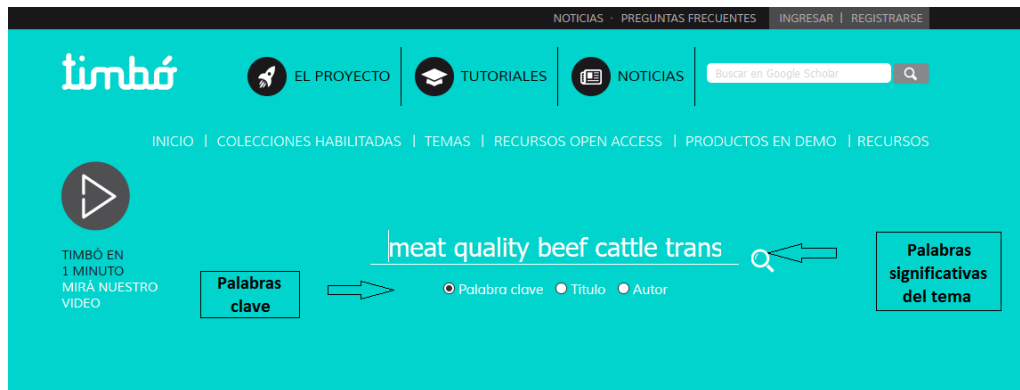 NOTICIAS · PREGUNTAS FRECUENTES INGRESAR | REGISTRARSE
timbó EL PROYECTO TUTORIALES NOTICIAS Buscar en Google Scholar
INICIO | COLECCIONES HABILITADAS | TEMAS | RECURSOS OPEN ACCESS | PRODUCTOS EN DEMO | RECURSOS
TIMBÓ EN
1 MINUTO
MIRÁ NUESTRO
VIDEO
meat quality beef cattle trans
Palabras
significativas
del tema
Palabras
clave
Palabra clave Titulo Autor